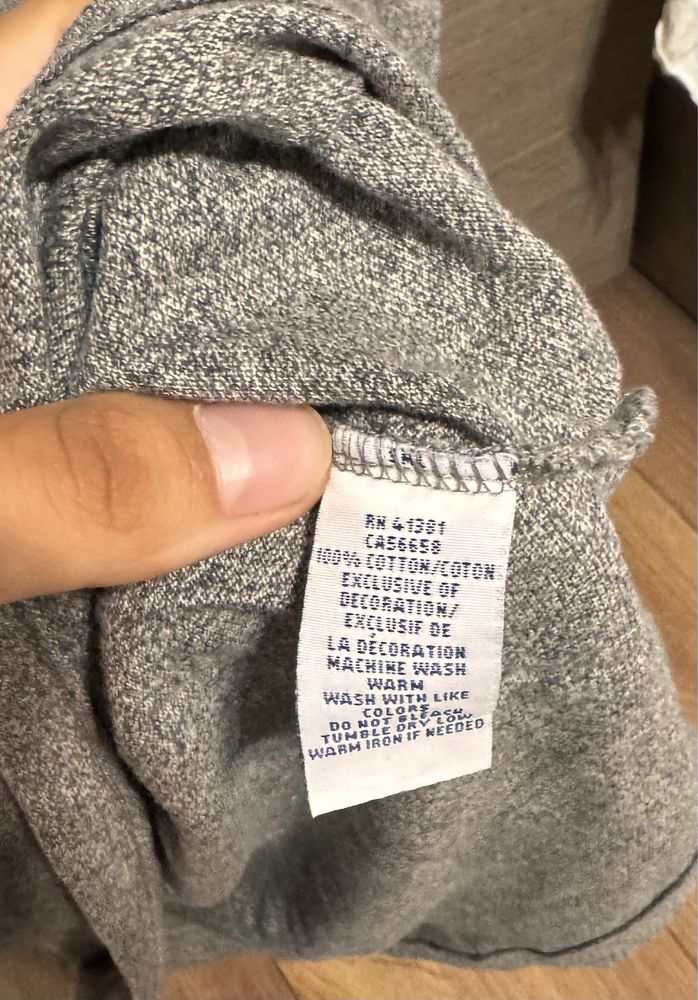 RN 41381
CA56658
100% COTTON/COTON
EXCLUSIVE OF
DECORATION/
EXCLUSIF DE
LA DÉCORATION
MACHINE WASH
WARM
WASH WITH LIKE
COLORS
DO NOT BLEACH
TUMBLE DRY LOW
WARM IRON IF NEEDED